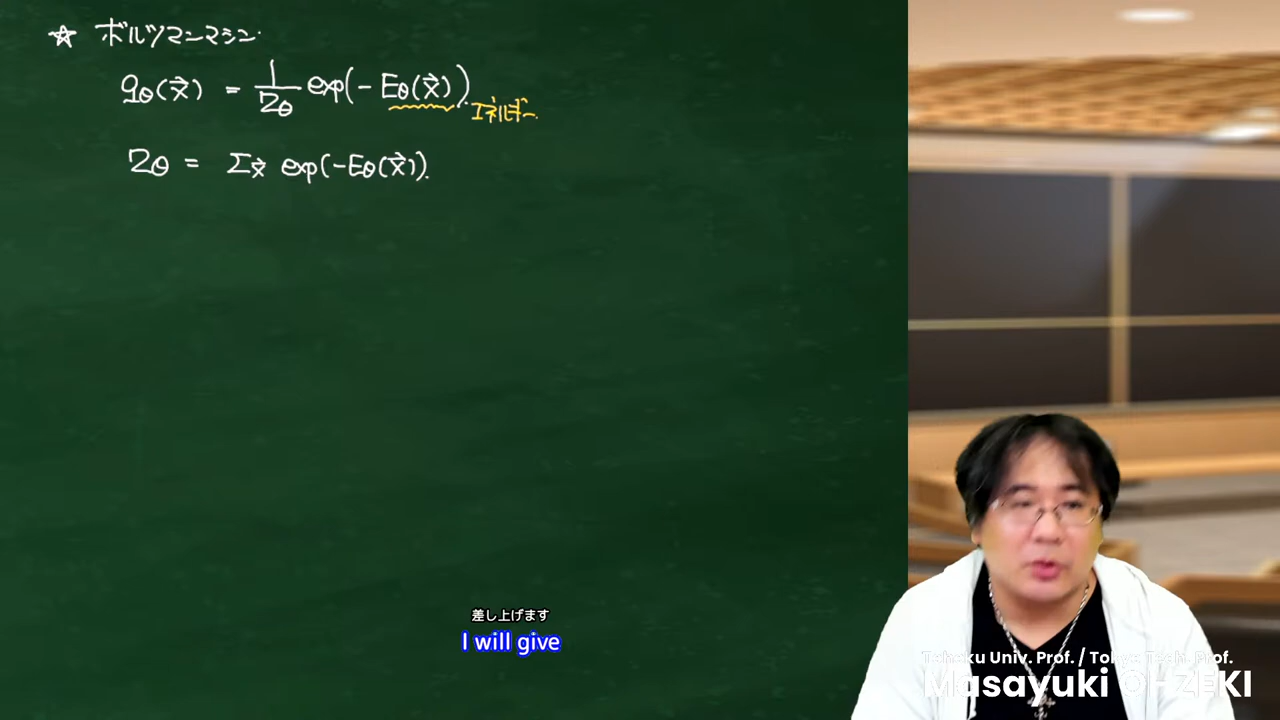 ☆ ボルツマンマシン
qθ(x⃗) = 1/Zθ exp(-Eθ(x⃗)). エネルギー.
Zθ = Σx⃗ exp(-Eθ(x⃗)).
差し上げます
I will give
Tohoku Univ. Prof. / Tokyo Tech. Prof.
Masayuki OHZEKI